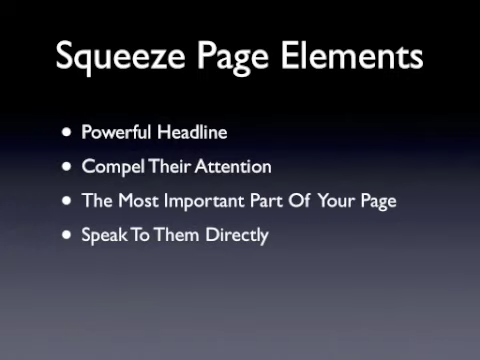 Squeeze Page Elements
• Powerful Headline
• Compel Their Attention
• The Most Important Part Of Your Page
• Speak To Them Directly